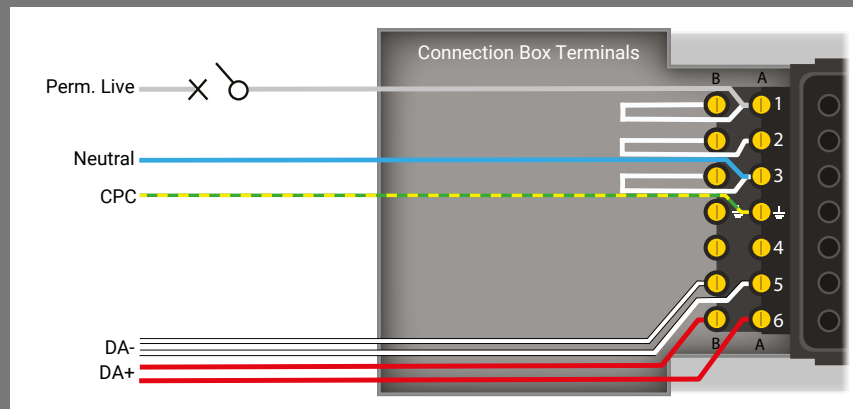 Connection Box Terminals
B A
Perm. Live
1
2
Neutral
3
CPC
4
5
6
DA-
B A
DA+